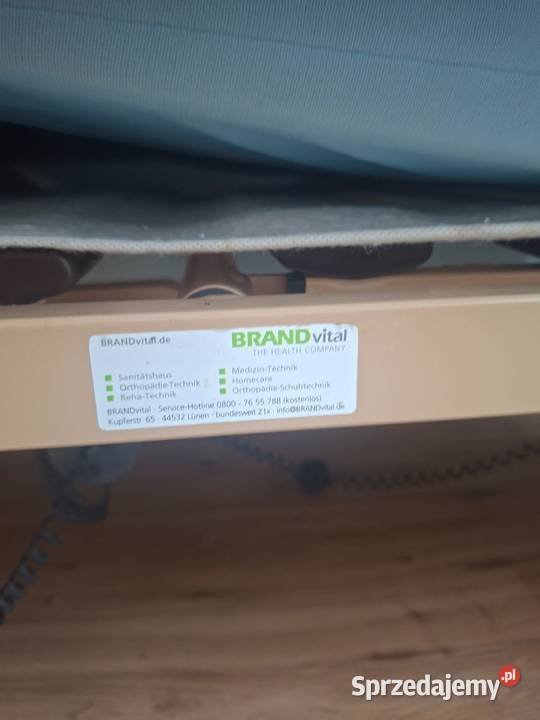 BRANDvital.de
BRANDvital
THE HEALTH COMPANY
Sanitätshaus
Orthopädie-Technik
Reha-Technik
Medizin-Technik
Homecare
Orthopädie-Schuhtechnik
BRANDvital · Service-Hotline 0800 - 76 55 788 (kostenlos)
Kupferstr. 65 · 44532 Lünen · bundesweit 21x · info@BRANDvital.de
Sprzedajemy.pl